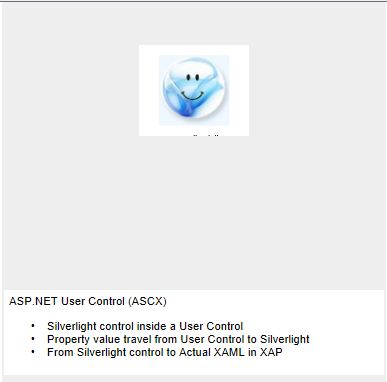 ASP.NET User Control (ASCX)
• Silverlight control inside a User Control
• Property value travel from User Control to Silverlight
• From Silverlight control to Actual XAML in XAP